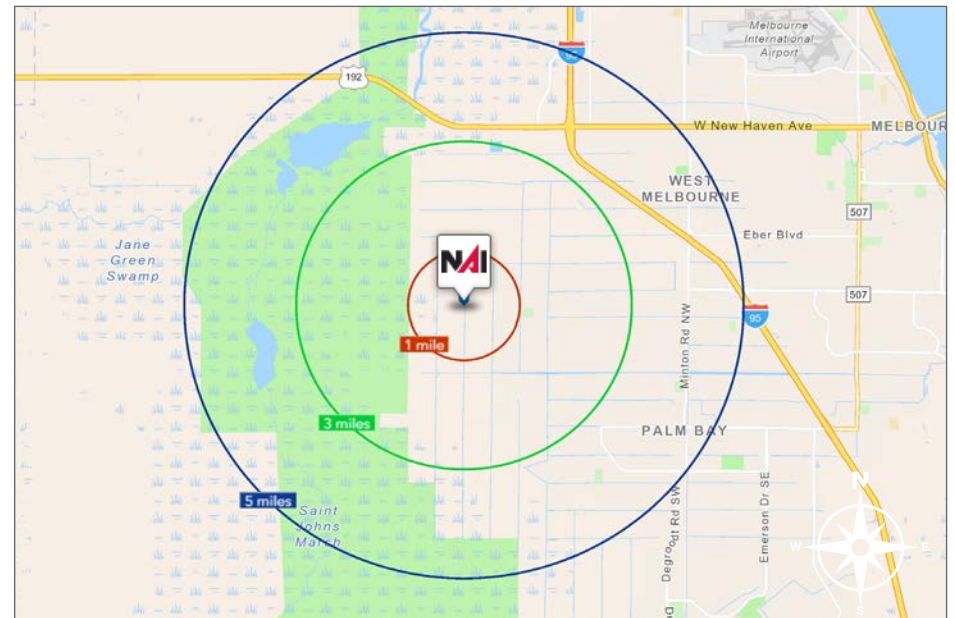 Melbourne
International
Airport
192
95
W New Haven Ave
MELBOUR
WEST
MELBOURNE
507
Eber Blvd
Jane
Green
Swamp
NAI
507
95
1 mile
Minton Rd NW
3 miles
PALM BAY
5 miles
Saint
Johns
Marsh
Degroodt Rd SW
Emerson Dr SE
N
W
E
S